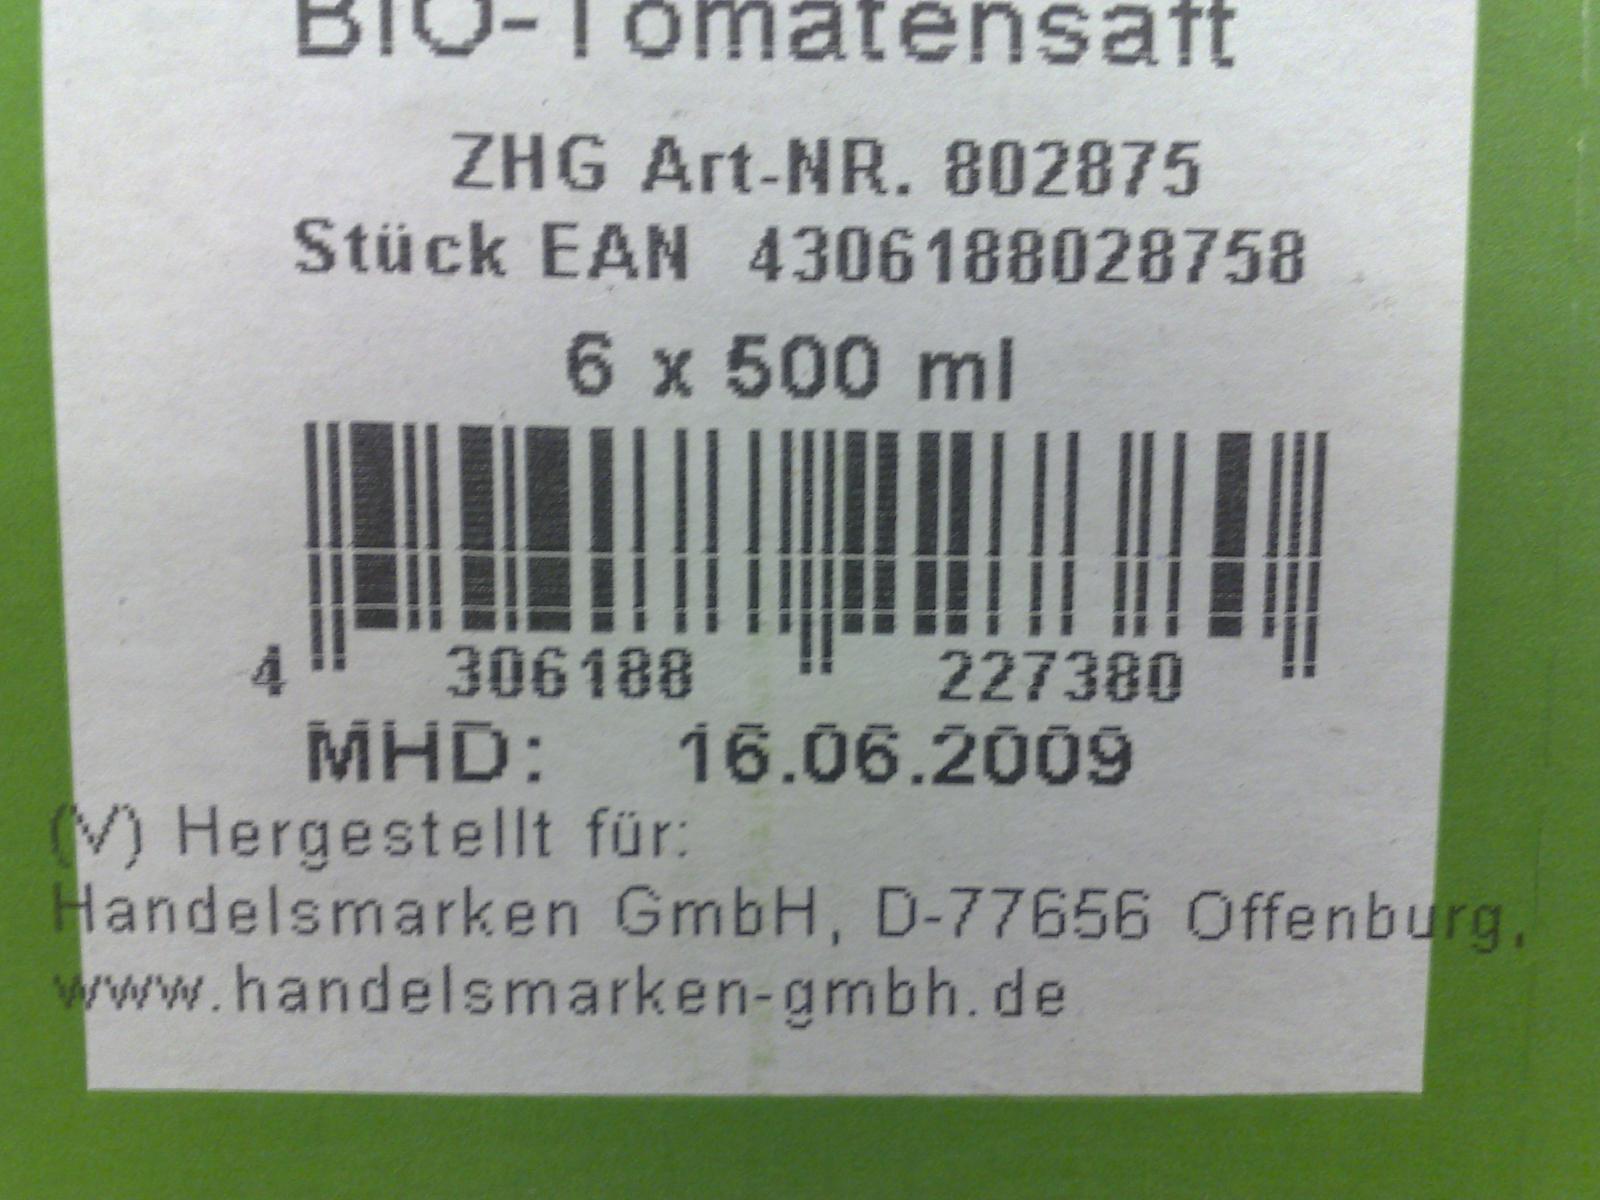 BIO-Tomatensaft
ZHG Art-NR. 802875
Stück EAN 4306188028758
6 x 500 ml
4 306188 227380
MHD: 16.06.2009
(V) Hergestellt für:
Handelsmarken GmbH, D-77656 Offenburg,
www.handelsmarken-gmbh.de